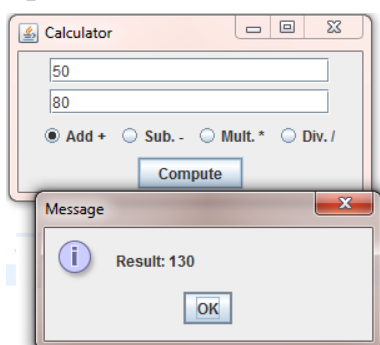 Calculator
50
80
Add + Sub. - Mult. * Div. /
Compute
Message
Result: 130
OK